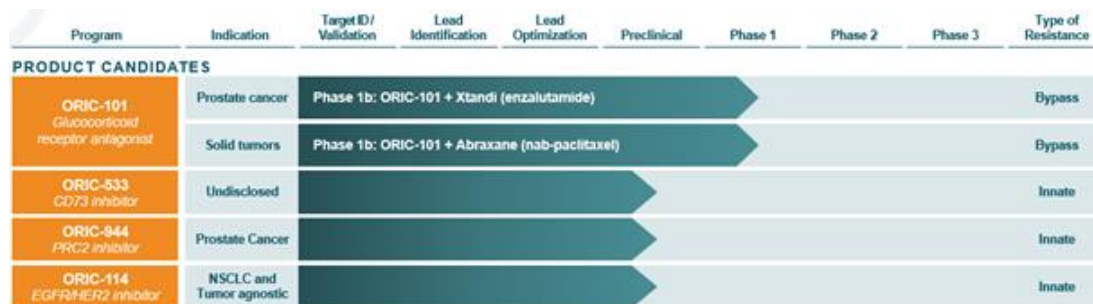 Program
Indication
Target ID /
Validation
Lead
Identification
Lead
Optimization
Preclinical
Phase 1
Phase 2
Phase 3
Type of
Resistance
PRODUCT CANDIDATES
ORIC-101
Glucocorticoid
receptor antagonist
Prostate cancer
Phase 1b: ORIC-101 + Xtandi (enzalutamide)
Bypass
Solid tumors
Phase 1b: ORIC-101 + Abraxane (nab-paclitaxel)
Bypass
ORIC-533
CD73 inhibitor
Undisclosed
Innate
ORIC-944
PRC2 inhibitor
Prostate Cancer
Innate
ORIC-114
EGFR/HER2 inhibitor
NSCLC and
Tumor agnostic
Innate